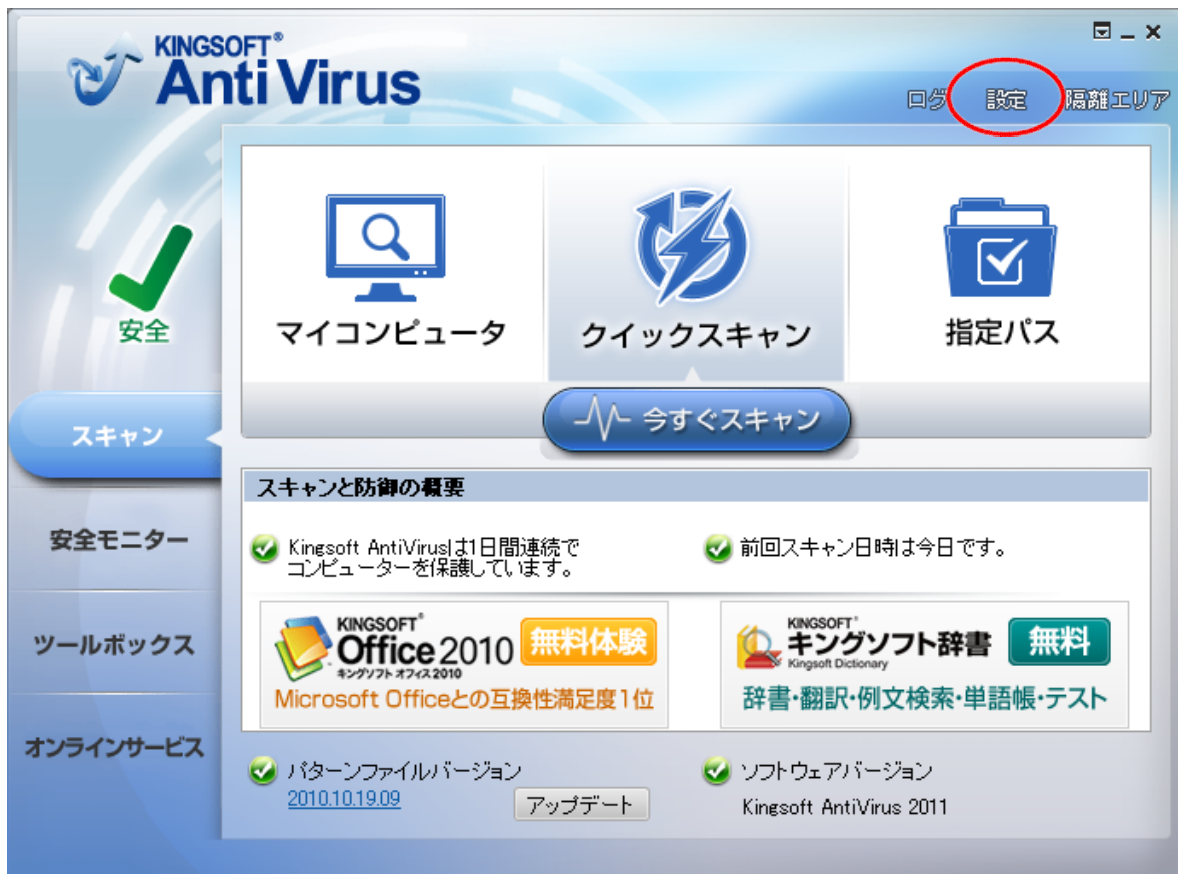 KINGSOFT®
AntiVirus
ログ 設定 隔離エリア
安全
マイコンピュータ
クイックスキャン
指定パス
今すぐスキャン
スキャン
安全モニター
ツールボックス
オンラインサービス
スキャンと防御の概要
Kingsoft AntiVirusは1日間連続で
コンピューターを保護しています。
前回スキャン日時は今日です。
KINGSOFT®
Office 2010
キングソフト オフィス2010
無料体験
Microsoft Officeとの互換性満足度1位
KINGSOFT®
キングソフト辞書
Kingsoft Dictionary
無料
辞書・翻訳・例文検索・単語帳・テスト
パターンファイルバージョン
2010.10.19.09
アップデート
ソフトウェアバージョン
Kingsoft AntiVirus 2011